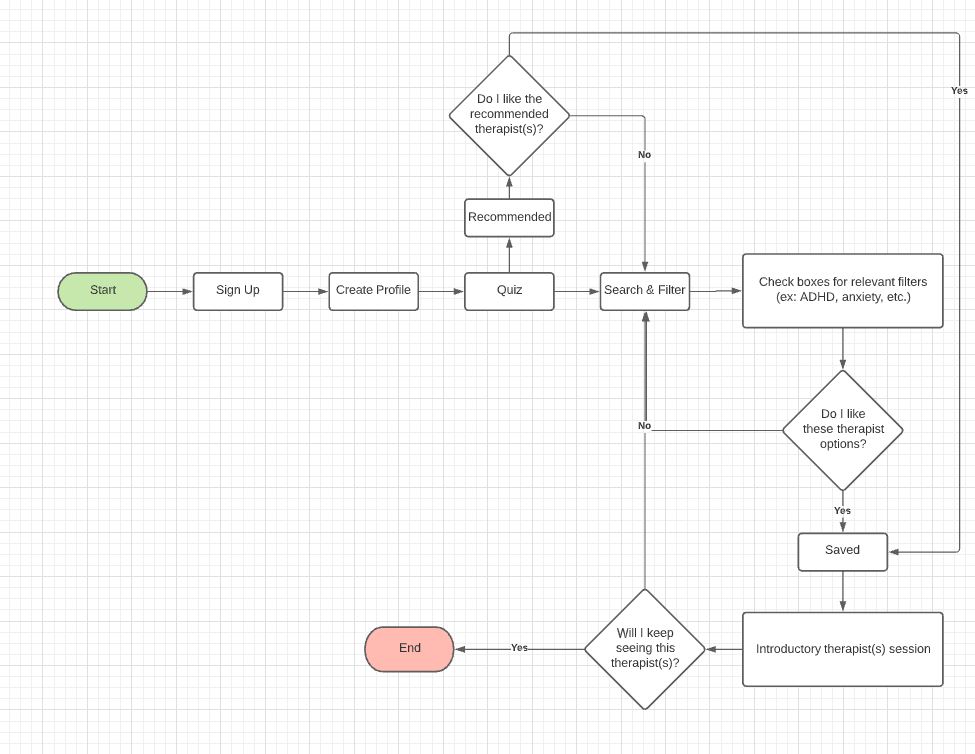 Yes
Do I like the
recommended
therapist(s)?
No
Recommended
Start
Sign Up
Create Profile
Quiz
Search & Filter
Check boxes for relevant filters
(ex: ADHD, anxiety, etc.)
Do I like
these therapist
options?
No
Yes
Saved
End
Yes
Will I keep
seeing this
therapist(s)?
Introductory therapist(s) session